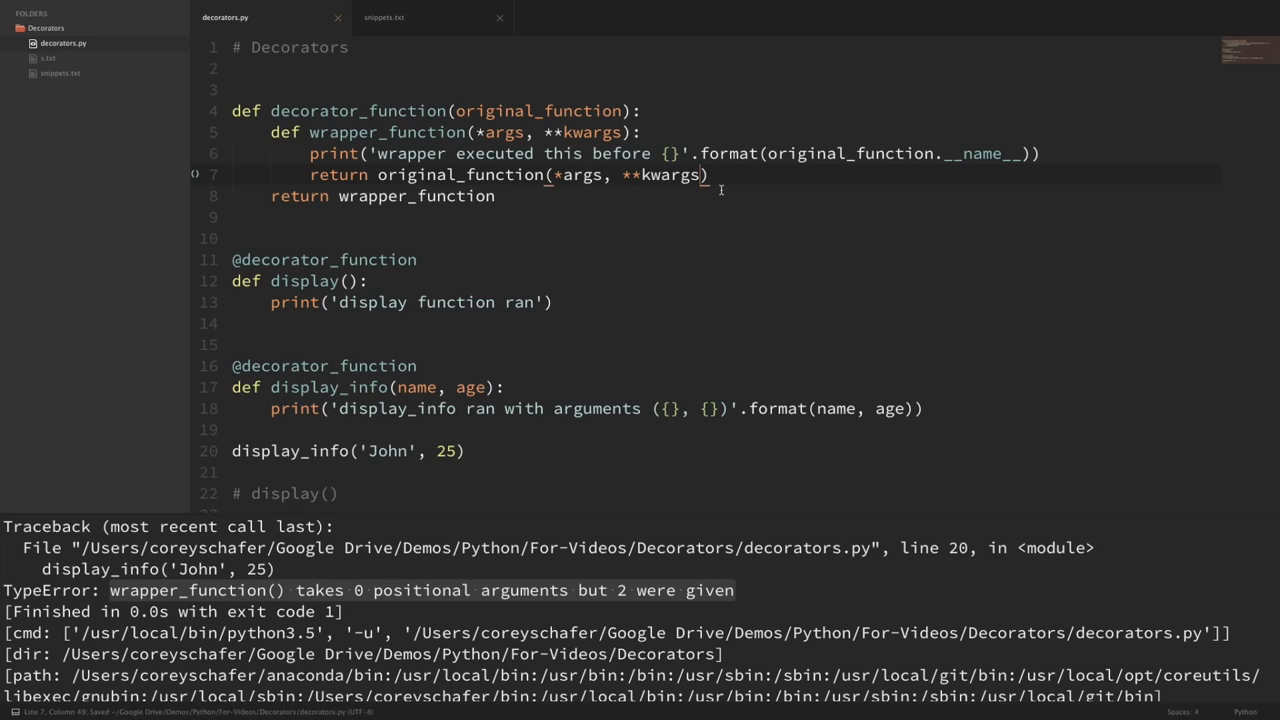 FOLDERS
Decorators
decorators.py
s.txt
snippets.txt
decorators.py
snippets.txt
1 # Decorators
2
3
4 def decorator_function(original_function):
5 def wrapper_function(*args, **kwargs):
6 print('wrapper executed this before {}'.format(original_function.__name__))
7 return original_function(*args, **kwargs)
8 return wrapper_function
9
10
11 @decorator_function
12 def display():
13 print('display function ran')
14
15
16 @decorator_function
17 def display_info(name, age):
18 print('display_info ran with arguments ({}, {})'.format(name, age))
19
20 display_info('John', 25)
21
22 # display()
Traceback (most recent call last):
File "/Users/coreyschafer/Google Drive/Demos/Python/For-Videos/Decorators/decorators.py", line 20, in <module>
display_info('John', 25)
TypeError: wrapper_function() takes 0 positional arguments but 2 were given
[Finished in 0.0s with exit code 1]
[cmd: ['/usr/local/bin/python3.5', '-u', '/Users/coreyschafer/Google Drive/Demos/Python/For-Videos/Decorators/decorators.py']]
[dir: /Users/coreyschafer/Google Drive/Demos/Python/For-Videos/Decorators]
[path: /Users/coreyschafer/anaconda/bin:/usr/local/bin:/usr/bin:/bin:/usr/sbin:/sbin:/usr/local/git/bin:/usr/local/opt/coreutils/
libexec/gnubin:/usr/local/sbin:/Users/coreyschafer/anaconda/bin:/usr/local/bin:/usr/bin:/bin:/usr/sbin:/sbin:/usr/local/git/bin]
Line 7, Column 49; Saved ~/Google Drive/Demos/Python/For-Videos/Decorators/decorators.py (UTF-8)
Spaces: 4
Python